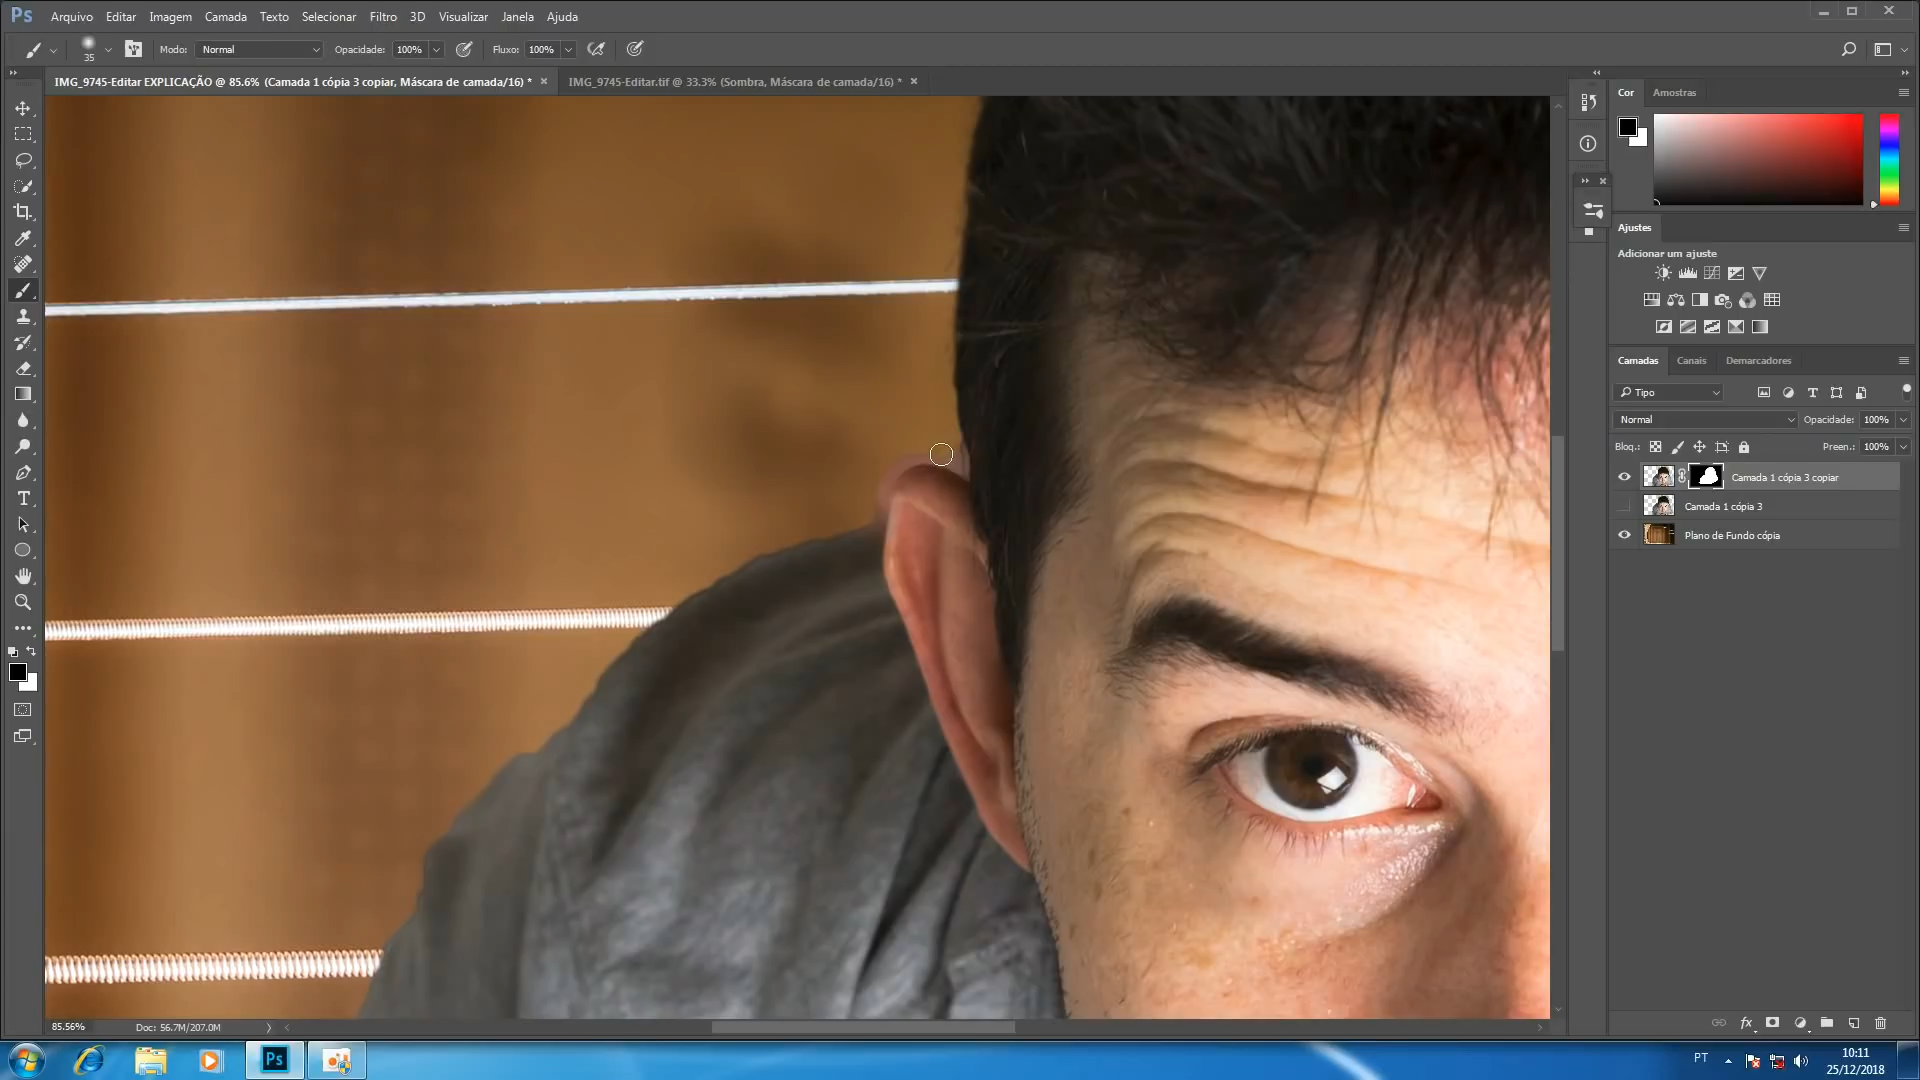 Ps Arquivo Editar Imagem Camada Texto Selecionar Filtro 3D Visualizar Janela Ajuda
35 Modo: Normal Opacidade: 100% Fluxo: 100%
IMG_9745-Editar EXPLICAÇÃO @ 85.6% (Camada 1 cópia 3 copiar, Máscara de camada/16) * × IMG_9745-Editar.tif @ 33.3% (Sombra, Máscara de camada/16) * ×
Cor Amostras
Ajustes
Adicionar um ajuste
Camadas Canais Demarcadores
Tipo
Normal Opacidade: 100%
Bloq.: Preen.: 100%
Camada 1 cópia 3 copiar
Camada 1 cópia 3
Plano de Fundo cópia
fx
85.56% Doc: 56.7M/207.0M
Ps
PT
10:11
25/12/2018